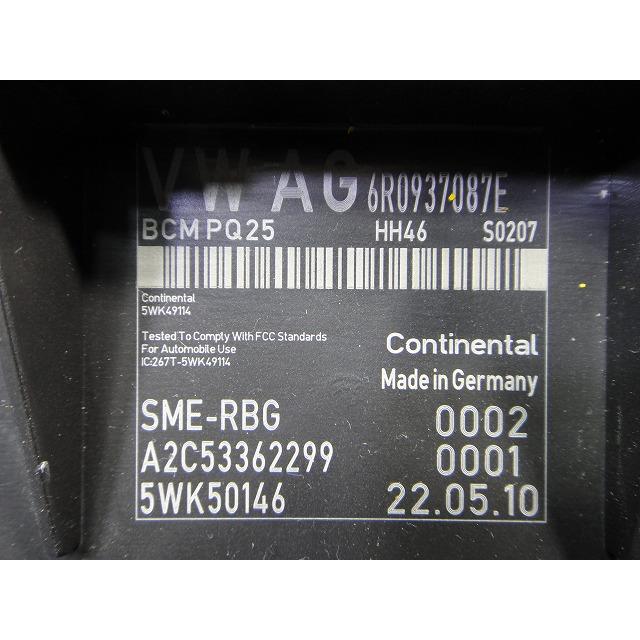 VW AG 6R0937087E
BCM PQ25 HH46 S0207
Continental
5WK49114
Tested To Comply With FCC Standards
For Automobile Use
IC:267T-5WK49114
Continental
Made in Germany
SME-RBG 0002
A2C53362299 0001
5WK50146 22.05.10